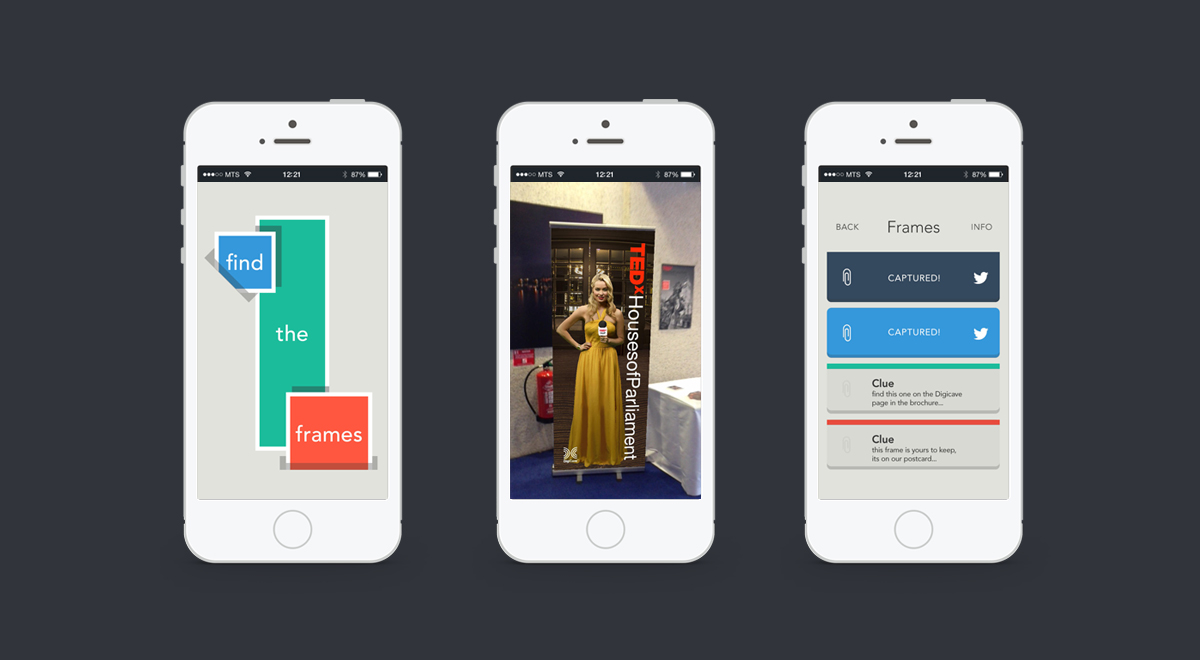 ●●●○○ MTS 12:21 87%
find
the
frames
●●●○○ MTS 12:21 87%
TEDx
HousesofParliament
●●●○○ MTS 12:21 87%
BACK Frames INFO
CAPTURED!
CAPTURED!
Clue
find this one on the Digicave
page in the brochure...
Clue
this frame is yours to keep,
its on our postcard...